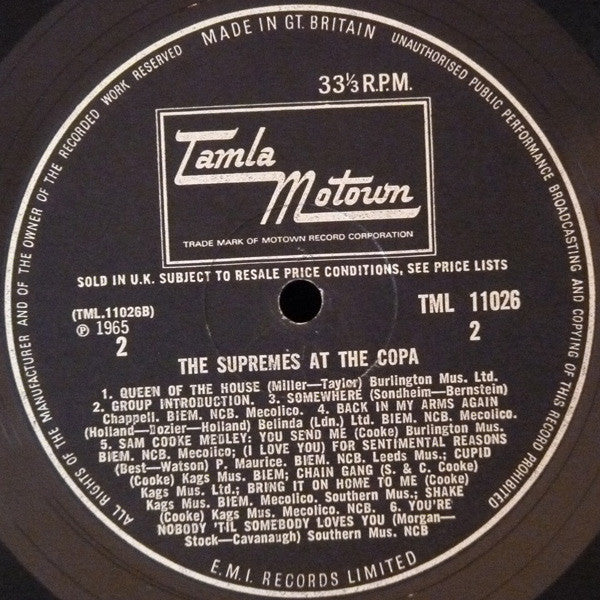 MADE IN GT. BRITAIN
UNAUTHORISED PUBLIC PERFORMANCE BROADCASTING AND COPYING OF THIS RECORD PROHIBITED
E.M.I. RECORDS LIMITED
ALL RIGHTS OF THE MANUFACTURER AND OF THE OWNER OF THE RECORDED WORK RESERVED
33⅓ R.P.M.
Tamla
Motown
TRADE MARK OF MOTOWN RECORD CORPORATION
SOLD IN U.K. SUBJECT TO RESALE PRICE CONDITIONS, SEE PRICE LISTS
(TML.11026B)
℗ 1965
2
TML 11026
2
THE SUPREMES AT THE COPA
1. QUEEN OF THE HOUSE (Miller—Taylor) Burlington Mus. Ltd.
2. GROUP INTRODUCTION. 3. SOMEWHERE (Sondheim—Bernstein)
Chappell. BIEM. NCB. Mecolico. 4. BACK IN MY ARMS AGAIN
(Holland—Dozier—Holland) Belinda (Ldn.) Ltd. BIEM. NCB. Mecolico.
5. SAM COOKE MEDLEY: YOU SEND ME (Cooke) Burlington Mus.
BIEM. NCB. Mecolico; (I LOVE YOU) FOR SENTIMENTAL REASONS
(Best—Watson) P. Maurice. BIEM. NCB. Leeds Mus.; CUPID
(Cooke) Kags Mus. BIEM; CHAIN GANG (S. & C. Cooke)
Kags Mus. Ltd.; BRING IT ON HOME TO ME (Cooke)
Kags Mus. BIEM. Mecolico. Southern Mus.; SHAKE
(Cooke) Kags Mus. Mecolico. NCB. 6. YOU'RE
NOBODY 'TIL SOMEBODY LOVES YOU (Morgan—
Stock—Cavanaugh) Southern Mus. NCB